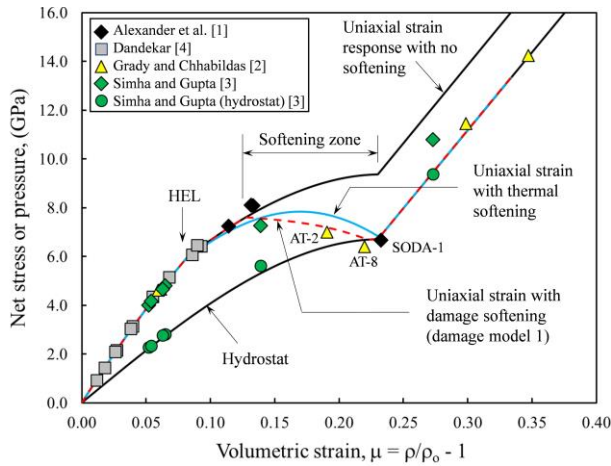 16.0
14.0
12.0
10.0
8.0
6.0
4.0
2.0
0.0
Net stress or pressure, (GPa)
Alexander et al. [1]
Dandekar [4]
Grady and Chhabildas [2]
Simha and Gupta [3]
Simha and Gupta (hydrostat) [3]
Uniaxial strain
response with no
softening
Softening zone
HEL
Uniaxial strain
with thermal
softening
AT-2
AT-8
SODA-1
Uniaxial strain with
damage softening
(damage model 1)
Hydrostat
0.00
0.05
0.10
0.15
0.20
0.25
0.30
0.35
0.40
Volumetric strain, μ = ρ/ρo - 1